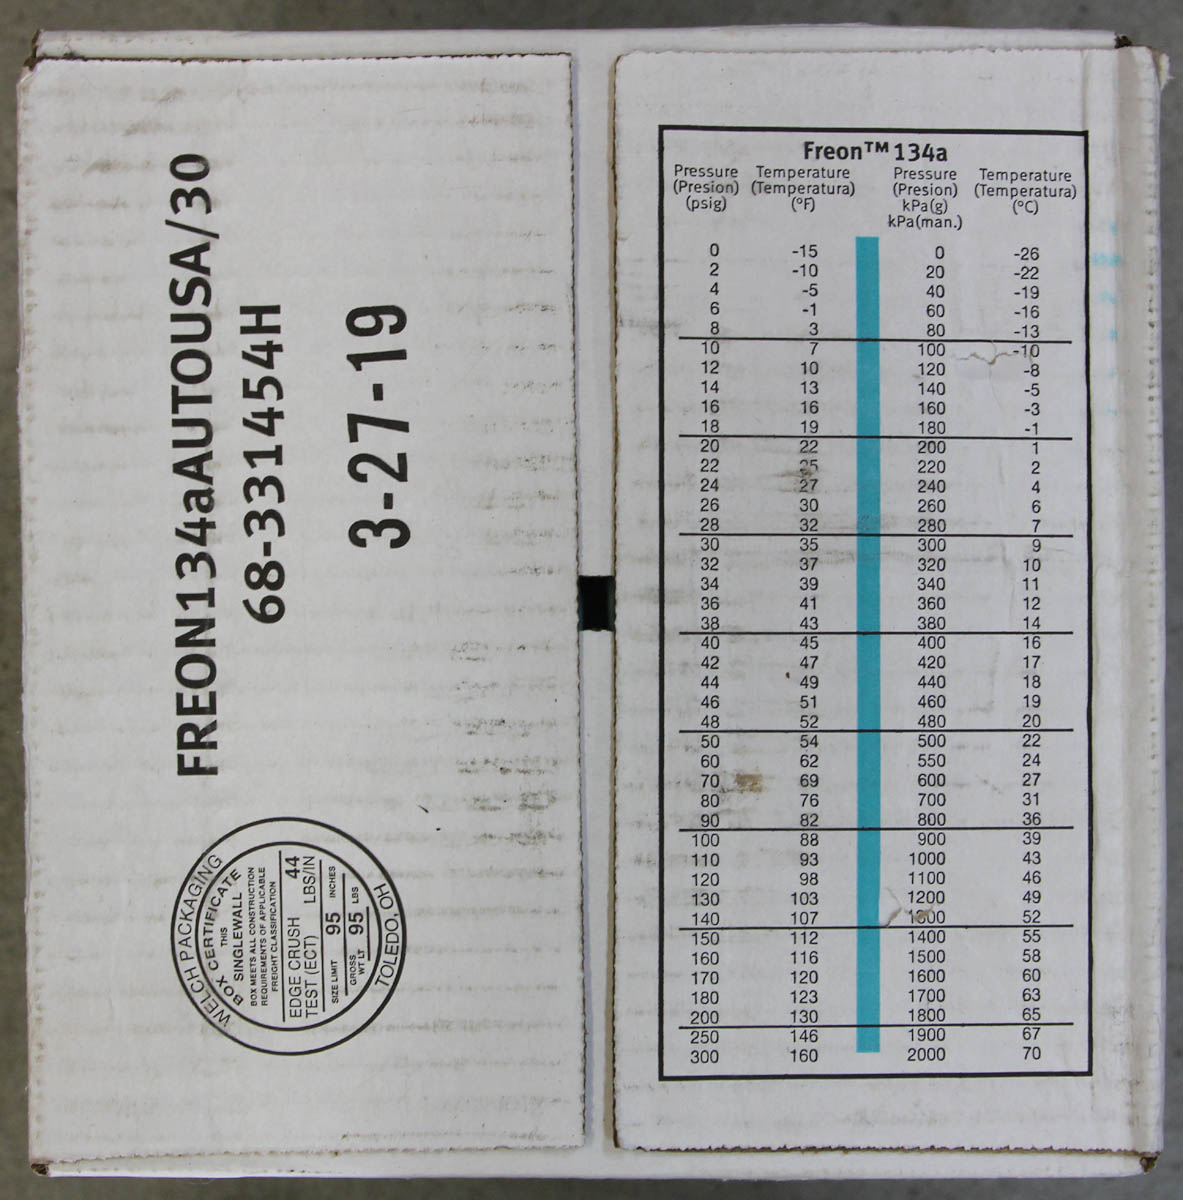 FREON134aAUTOUSA/30
68-331454H
3-27-19
WELCH PACKAGING
BOX CERTIFICATE
THIS
SINGLEWALL
BOX MEETS ALL CONSTRUCTION
REQUIREMENTS OF APPLICABLE
FREIGHT CLASSIFICATION
EDGE CRUSH 44
TEST (ECT) LBS/IN
SIZE LIMIT 95 INCHES
GROSS WT LT 95 LBS
TOLEDO, OH
Freon™ 134a
Pressure Temperature Pressure Temperature
(Presion) (Temperatura) (Presion) (Temperatura)
(psig) (°F) kPa(g) (°C)
kPa(man.)
0 -15 0 -26
2 -10 20 -22
4 -5 40 -19
6 -1 60 -16
8 3 80 -13
10 7 100 -10
12 10 120 -8
14 13 140 -5
16 16 160 -3
18 19 180 -1
20 22 200 1
22 25 220 2
24 27 240 4
26 30 260 6
28 32 280 7
30 35 300 9
32 37 320 10
34 39 340 11
36 41 360 12
38 43 380 14
40 45 400 16
42 47 420 17
44 49 440 18
46 51 460 19
48 52 480 20
50 54 500 22
60 62 550 24
70 69 600 27
80 76 700 31
90 82 800 36
100 88 900 39
110 93 1000 43
120 98 1100 46
130 103 1200 49
140 107 1300 52
150 112 1400 55
160 116 1500 58
170 120 1600 60
180 123 1700 63
200 130 1800 65
250 146 1900 67
300 160 2000 70